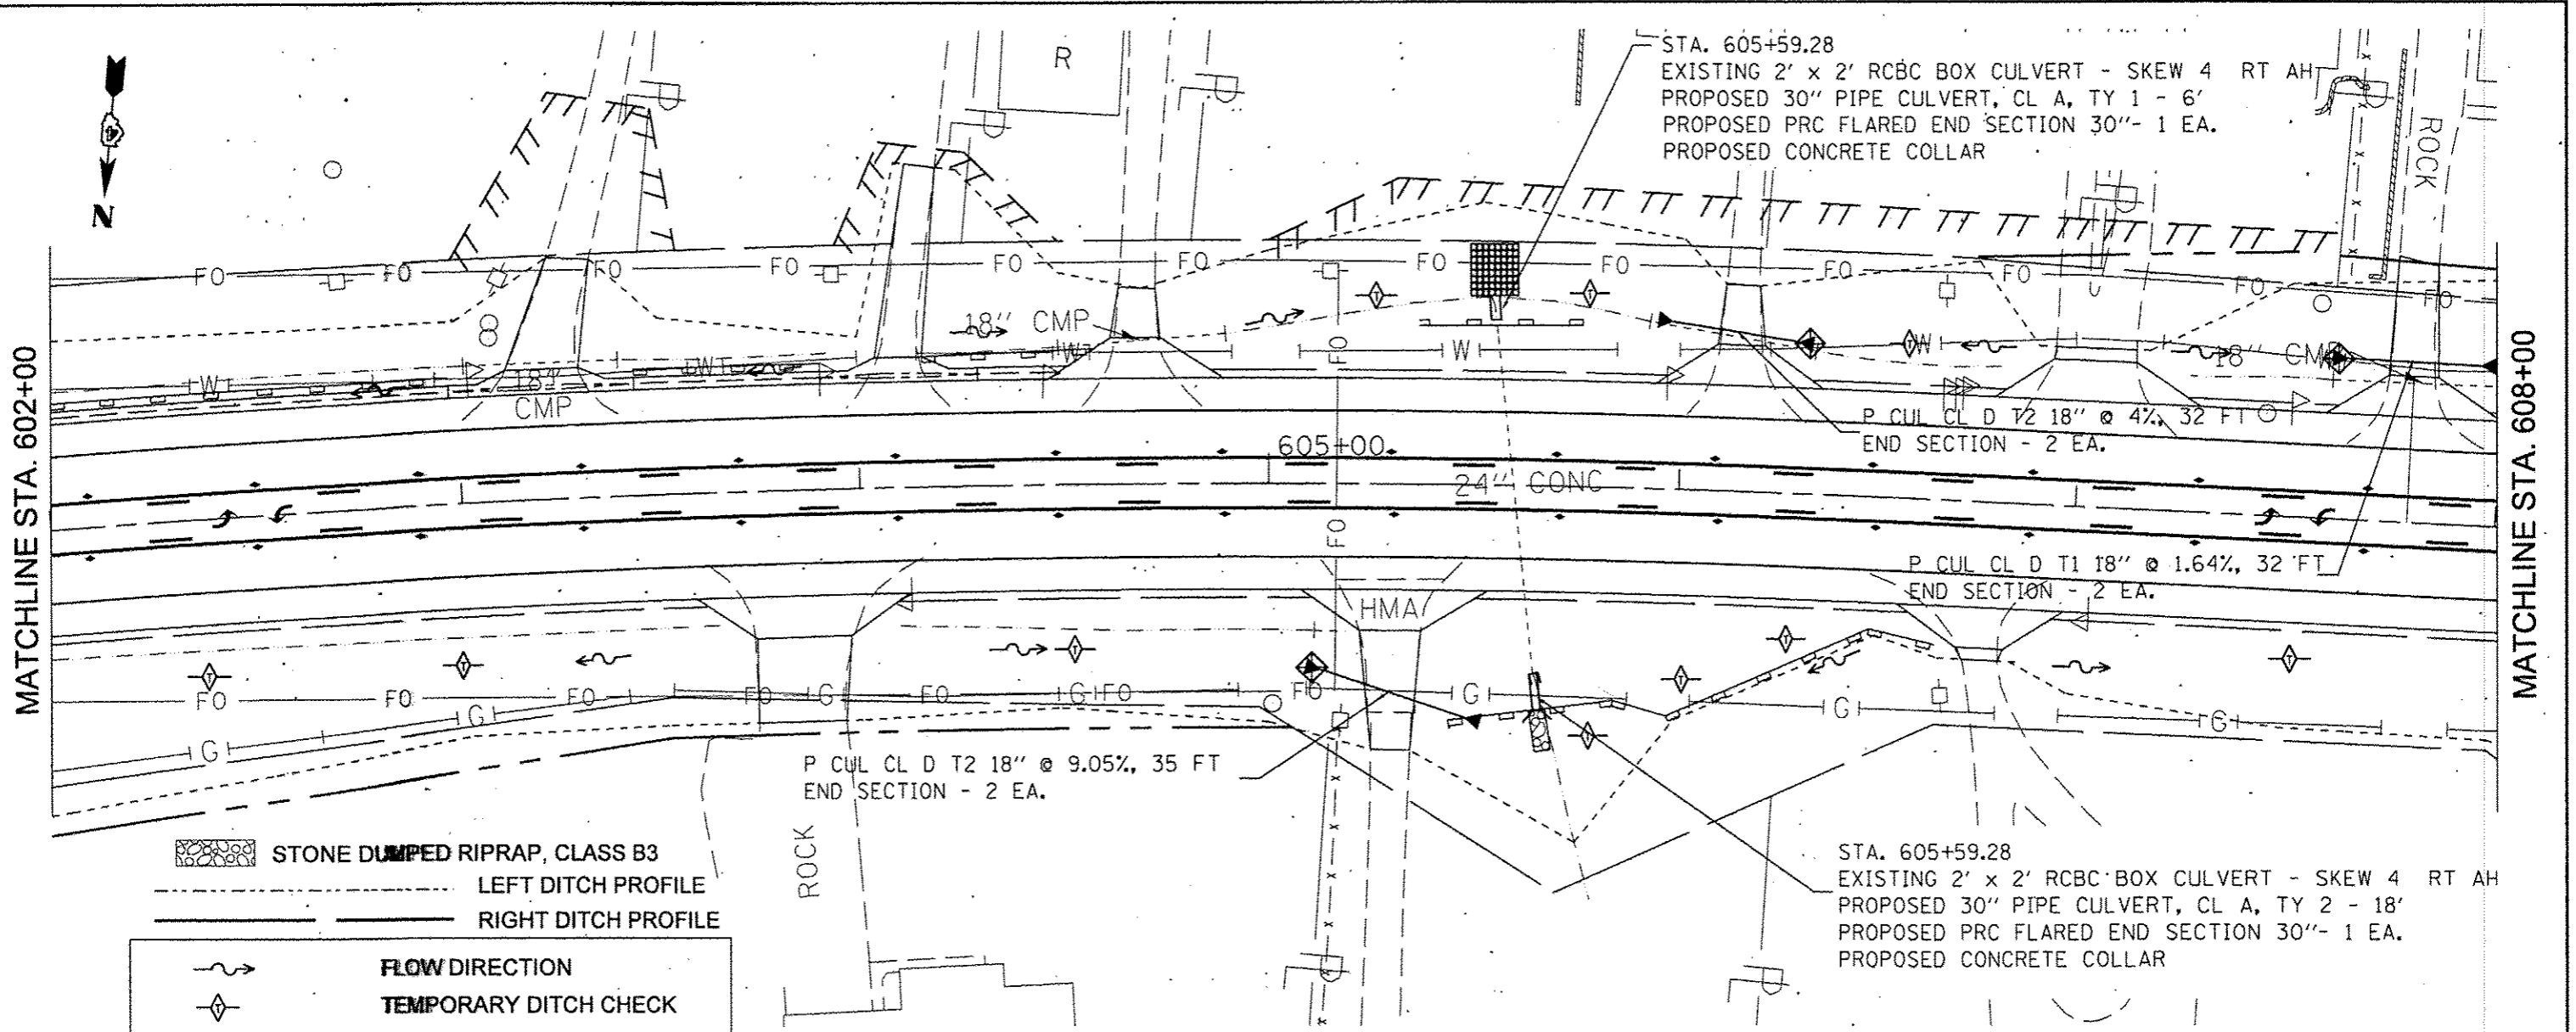 R
STA. 605+59.28
EXISTING 2' x 2' RCBC BOX CULVERT - SKEW 4 RT AH
PROPOSED 30" PIPE CULVERT, CL A, TY 1 - 6'
PROPOSED PRC FLARED END SECTION 30"- 1 EA.
PROPOSED CONCRETE COLLAR
ROCK
N
FO FO FO FO FO FO FO FO FO FO FO FO
18" CMP
W W W W W
18" CMP
18" CMP
MATCHLINE STA. 602+00
MATCHLINE STA. 608+00
P CUL CL D T2 18" @ 4%, 32 FT
END SECTION - 2 EA.
605+00
24" CONC
FO
FO
P CUL CL D T1 18" @ 1.64%, 32 FT
END SECTION - 2 EA.
HMA
FO FO FO FO G FO G FO FO G G G
G G
P CUL CL D T2 18" @ 9.05%, 35 FT
END SECTION - 2 EA.
ROCK
STONE DUMPED RIPRAP, CLASS B3
LEFT DITCH PROFILE
RIGHT DITCH PROFILE
FLOW DIRECTION
TEMPORARY DITCH CHECK
STA. 605+59.28
EXISTING 2' x 2' RCBC BOX CULVERT - SKEW 4 RT AH
PROPOSED 30" PIPE CULVERT, CL A, TY 2 - 18'
PROPOSED PRC FLARED END SECTION 30"- 1 EA.
PROPOSED CONCRETE COLLAR